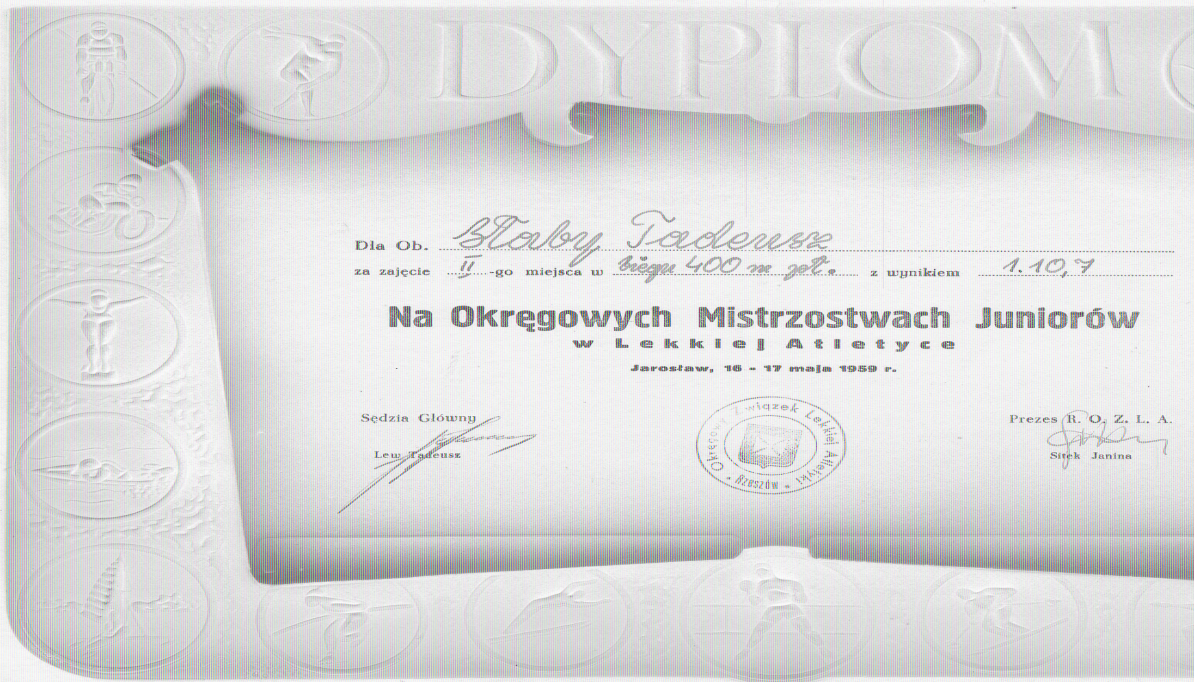 DYPLOM
Dla Ob. Słaby Tadeusz
za zajęcie II -go miejsca w biegu 400 m pł. z wynikiem 1.10,7
Na Okręgowych Mistrzostwach Juniorów
w Lekkiej Atletyce
Jarosław, 16 - 17 maja 1959 r.
Sędzia Główny
Lew Tadeusz
Okręgowy Związek Lekkiej Atletyki * Rzeszów *
Prezes R. O. Z. L. A.
Sitek Janina